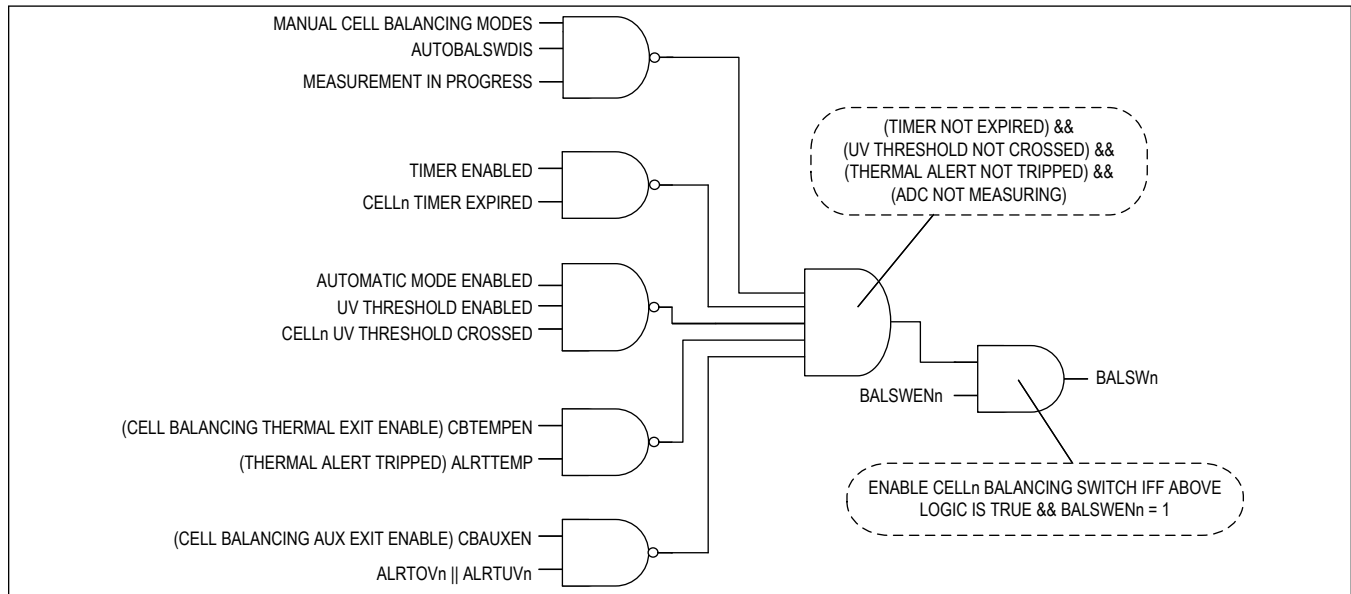 MANUAL CELL BALANCING MODES
AUTOBALSWDIS
MEASUREMENT IN PROGRESS
(TIMER NOT EXPIRED) &&
(UV THRESHOLD NOT CROSSED) &&
(THERMAL ALERT NOT TRIPPED) &&
(ADC NOT MEASURING)
TIMER ENABLED
CELLn TIMER EXPIRED
AUTOMATIC MODE ENABLED
UV THRESHOLD ENABLED
CELLn UV THRESHOLD CROSSED
BALSWENn
BALSWn
(CELL BALANCING THERMAL EXIT ENABLE) CBTEMPEN
(THERMAL ALERT TRIPPED) ALRTTEMP
ENABLE CELLn BALANCING SWITCH IFF ABOVE
LOGIC IS TRUE && BALSWENn = 1
(CELL BALANCING AUX EXIT ENABLE) CBAUXEN
ALRTOVn || ALRTUVn